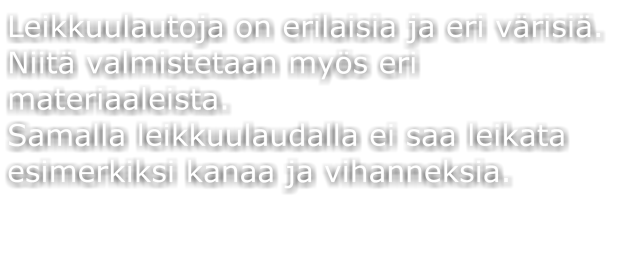 Leikkuulautoja on erilaisia ja eri värisiä.
Niitä valmistetaan myös eri
materiaaleista.
Samalla leikkuulaudalla ei saa leikata
esimerkiksi kanaa ja vihanneksia.